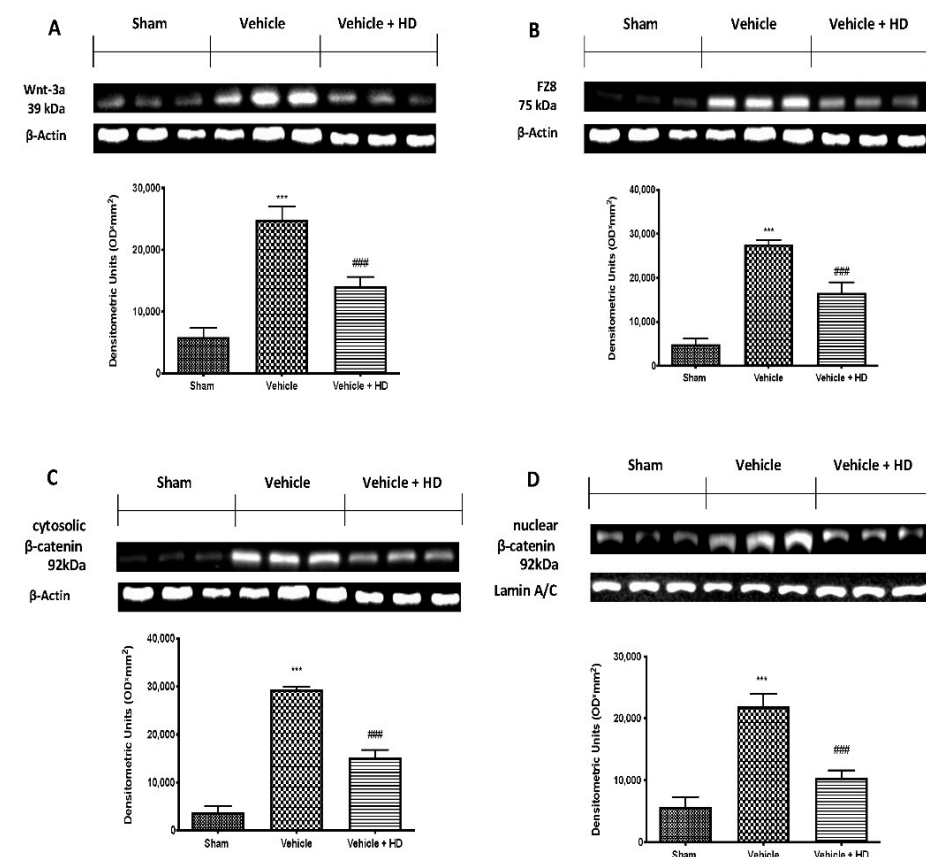 A
Sham Vehicle Vehicle + HD
Wnt-3a
39 kDa
β-Actin
Densitometric Units (OD*mm²)
30,000
***
20,000
###
10,000
0
Sham Vehicle Vehicle + HD
B
Sham Vehicle Vehicle + HD
FZ8
75 kDa
β-Actin
Densitometric Units (OD*mm²)
40,000
30,000
***
20,000
###
10,000
0
Sham Vehicle Vehicle + HD
C
Sham Vehicle Vehicle + HD
cytosolic
β-catenin
92kDa
β-Actin
Densitometric Units (OD*mm²)
40,000
***
30,000
20,000
###
10,000
0
Sham Vehicle Vehicle + HD
D
Sham Vehicle Vehicle + HD
nuclear
β-catenin
92kDa
Lamin A/C
Densitometric Units (OD*mm²)
30,000
***
20,000
###
10,000
0
Sham Vehicle Vehicle + HD